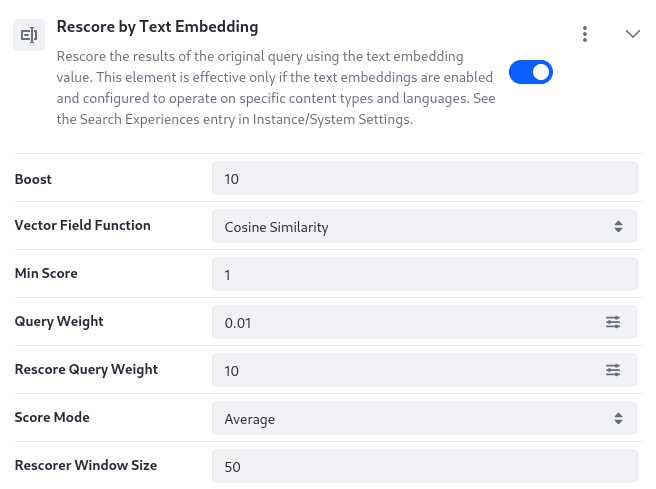 Rescore by Text Embedding
Rescore the results of the original query using the text embedding
value. This element is effective only if the text embeddings are enabled
and configured to operate on specific content types and languages. See
the Search Experiences entry in Instance/System Settings.
Boost
10
Vector Field Function
Cosine Similarity
Min Score
1
Query Weight
0.01
Rescore Query Weight
10
Score Mode
Average
Rescorer Window Size
50